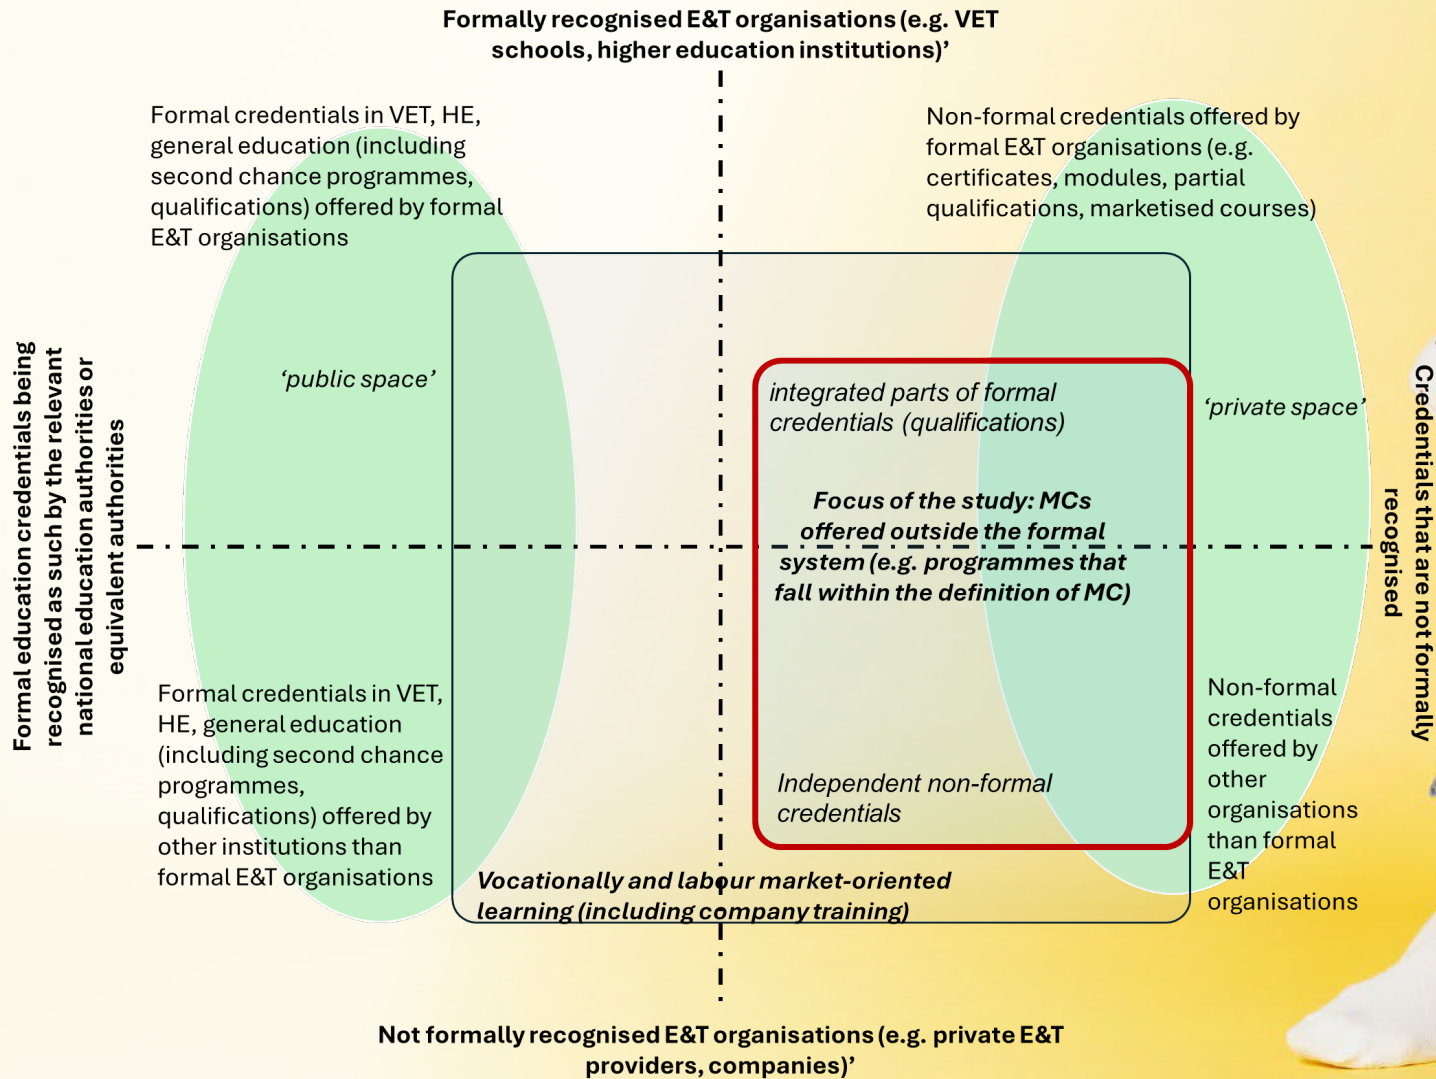 Formally recognised E&T organisations (e.g. VET
schools, higher education institutions)’
Formal credentials in VET, HE,
general education (including
second chance programmes,
qualifications) offered by formal
E&T organisations
Non-formal credentials offered by
formal E&T organisations (e.g.
certificates, modules, partial
qualifications, marketised courses)
Formal education credentials being
recognised as such by the relevant
national education authorities or
equivalent authorities
‘public space’
integrated parts of formal
credentials (qualifications)
‘private space’
Credentials that are not formally
recognised
Focus of the study: MCs
offered outside the formal
system (e.g. programmes that
fall within the definition of MC)
Formal credentials in VET,
HE, general education
(including second chance
programmes,
qualifications) offered by
other institutions than
formal E&T organisations
Independent non-formal
credentials
Non-formal
credentials
offered by
other
organisations
than formal
E&T
organisations
Vocationally and labour market-oriented
learning (including company training)
Not formally recognised E&T organisations (e.g. private E&T
providers, companies)’